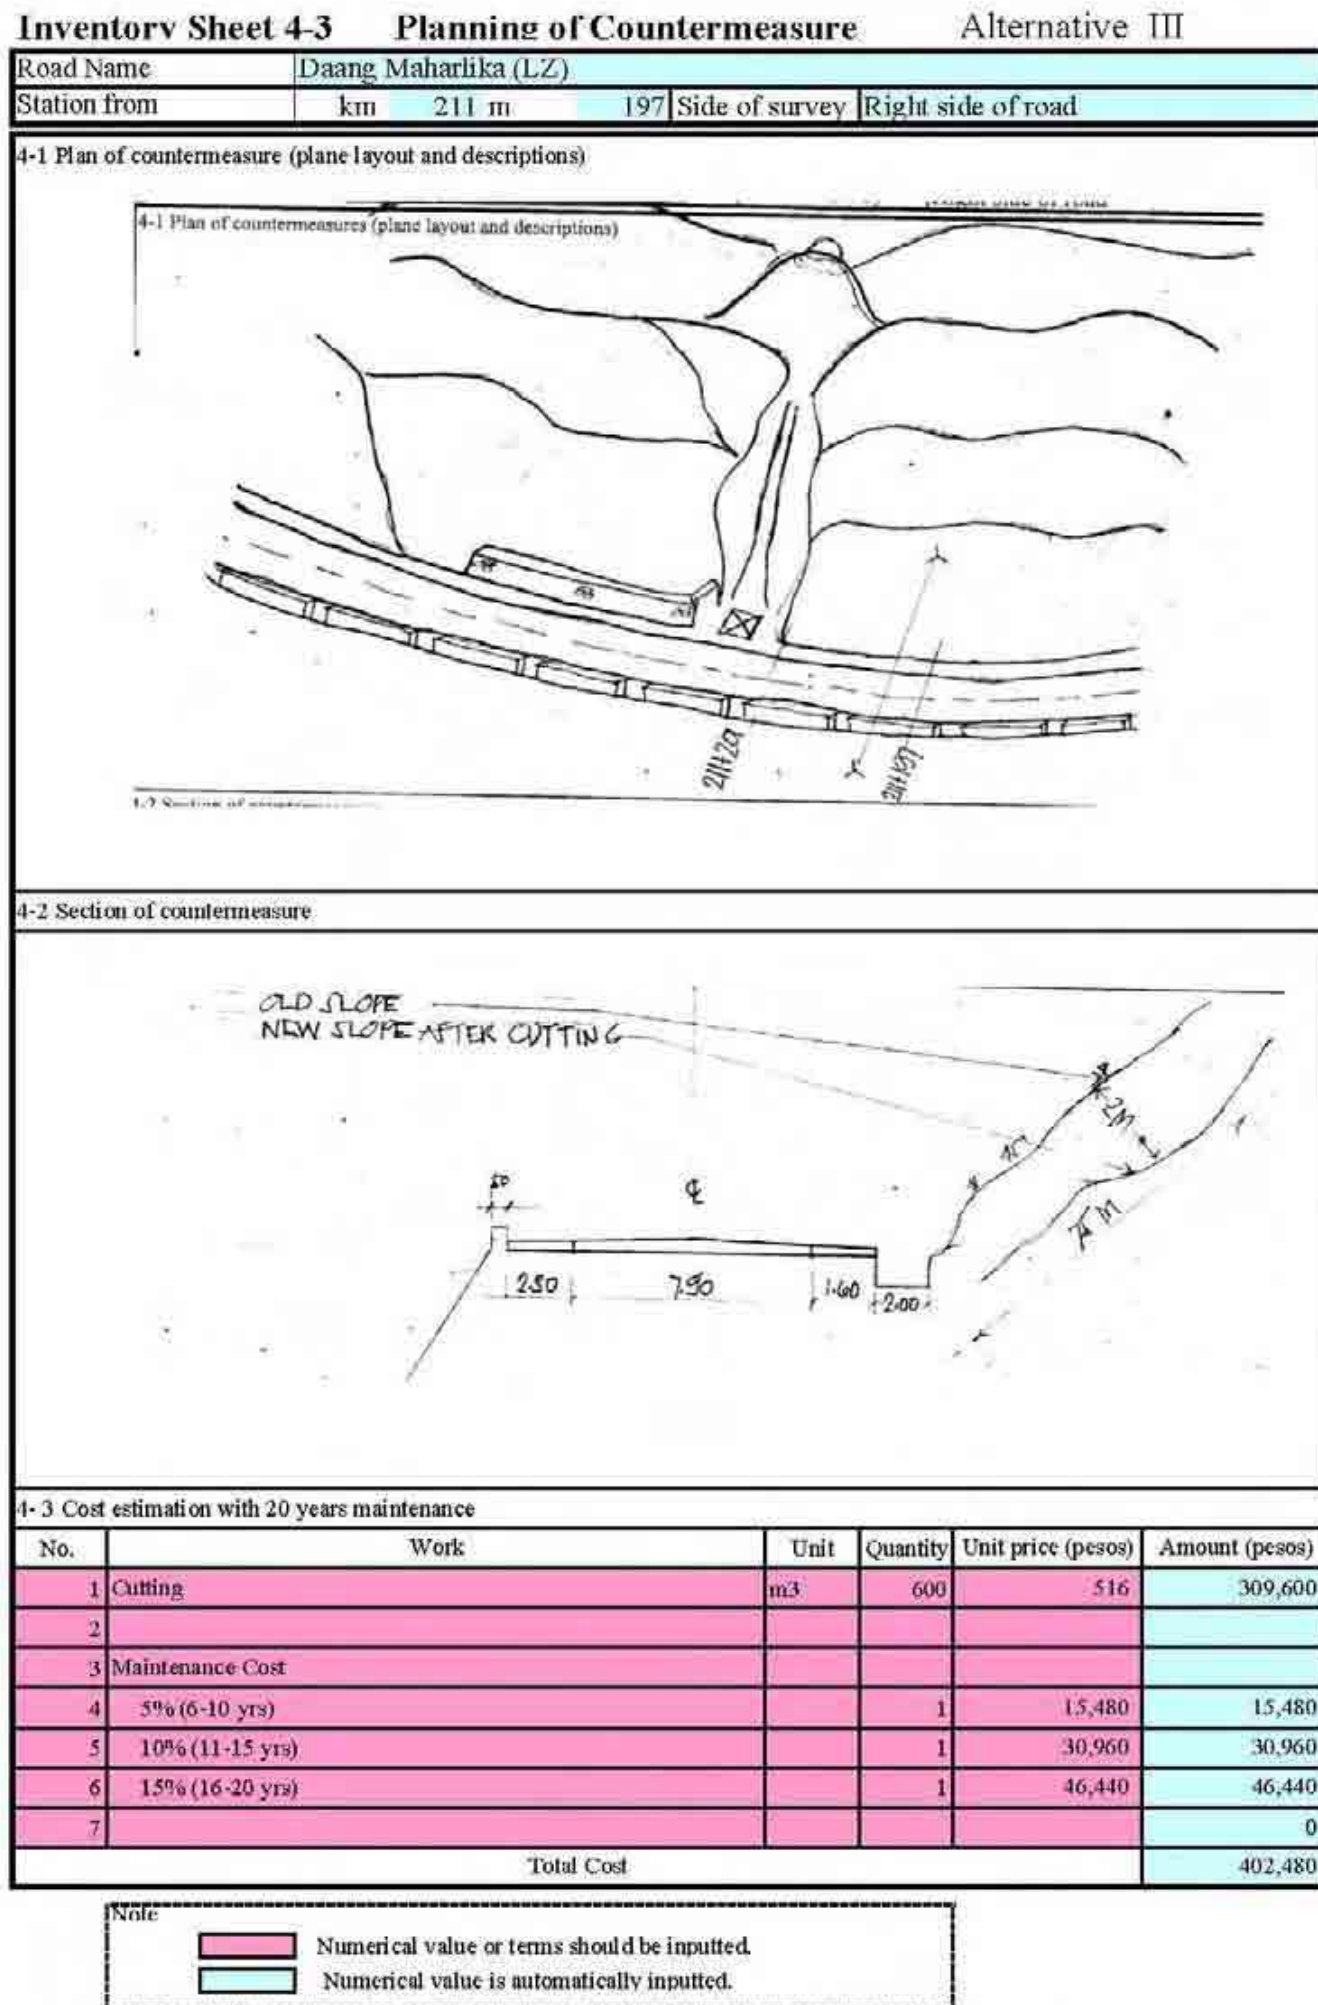 Inventory Sheet 4-3 Planning of Countermeasure Alternative III
Road Name Daang Maharlika (LZ)
Station from km 211 m 197 Side of survey Right side of road
4-1 Plan of countermeasure (plane layout and descriptions)
4-1 Plan of countermeasures (plane layout and descriptions)
4-2 Section of countermeasure
OLD SLOPE
NEW SLOPE AFTER CUTTING
2M
2.50 7.50 1.60 2.00
4- 3 Cost estimation with 20 years maintenance
No. Work Unit Quantity Unit price (pesos) Amount (pesos)
1 Cutting m3 600 516 309,600
2
3 Maintenance Cost
4 5% (6-10 yrs) 1 15,480 15,480
5 10% (11-15 yrs) 1 30,960 30,960
6 15% (16-20 yrs) 1 46,440 46,440
7 0
Total Cost 402,480
Note
Numerical value or terms should be inputted.
Numerical value is automatically inputted.